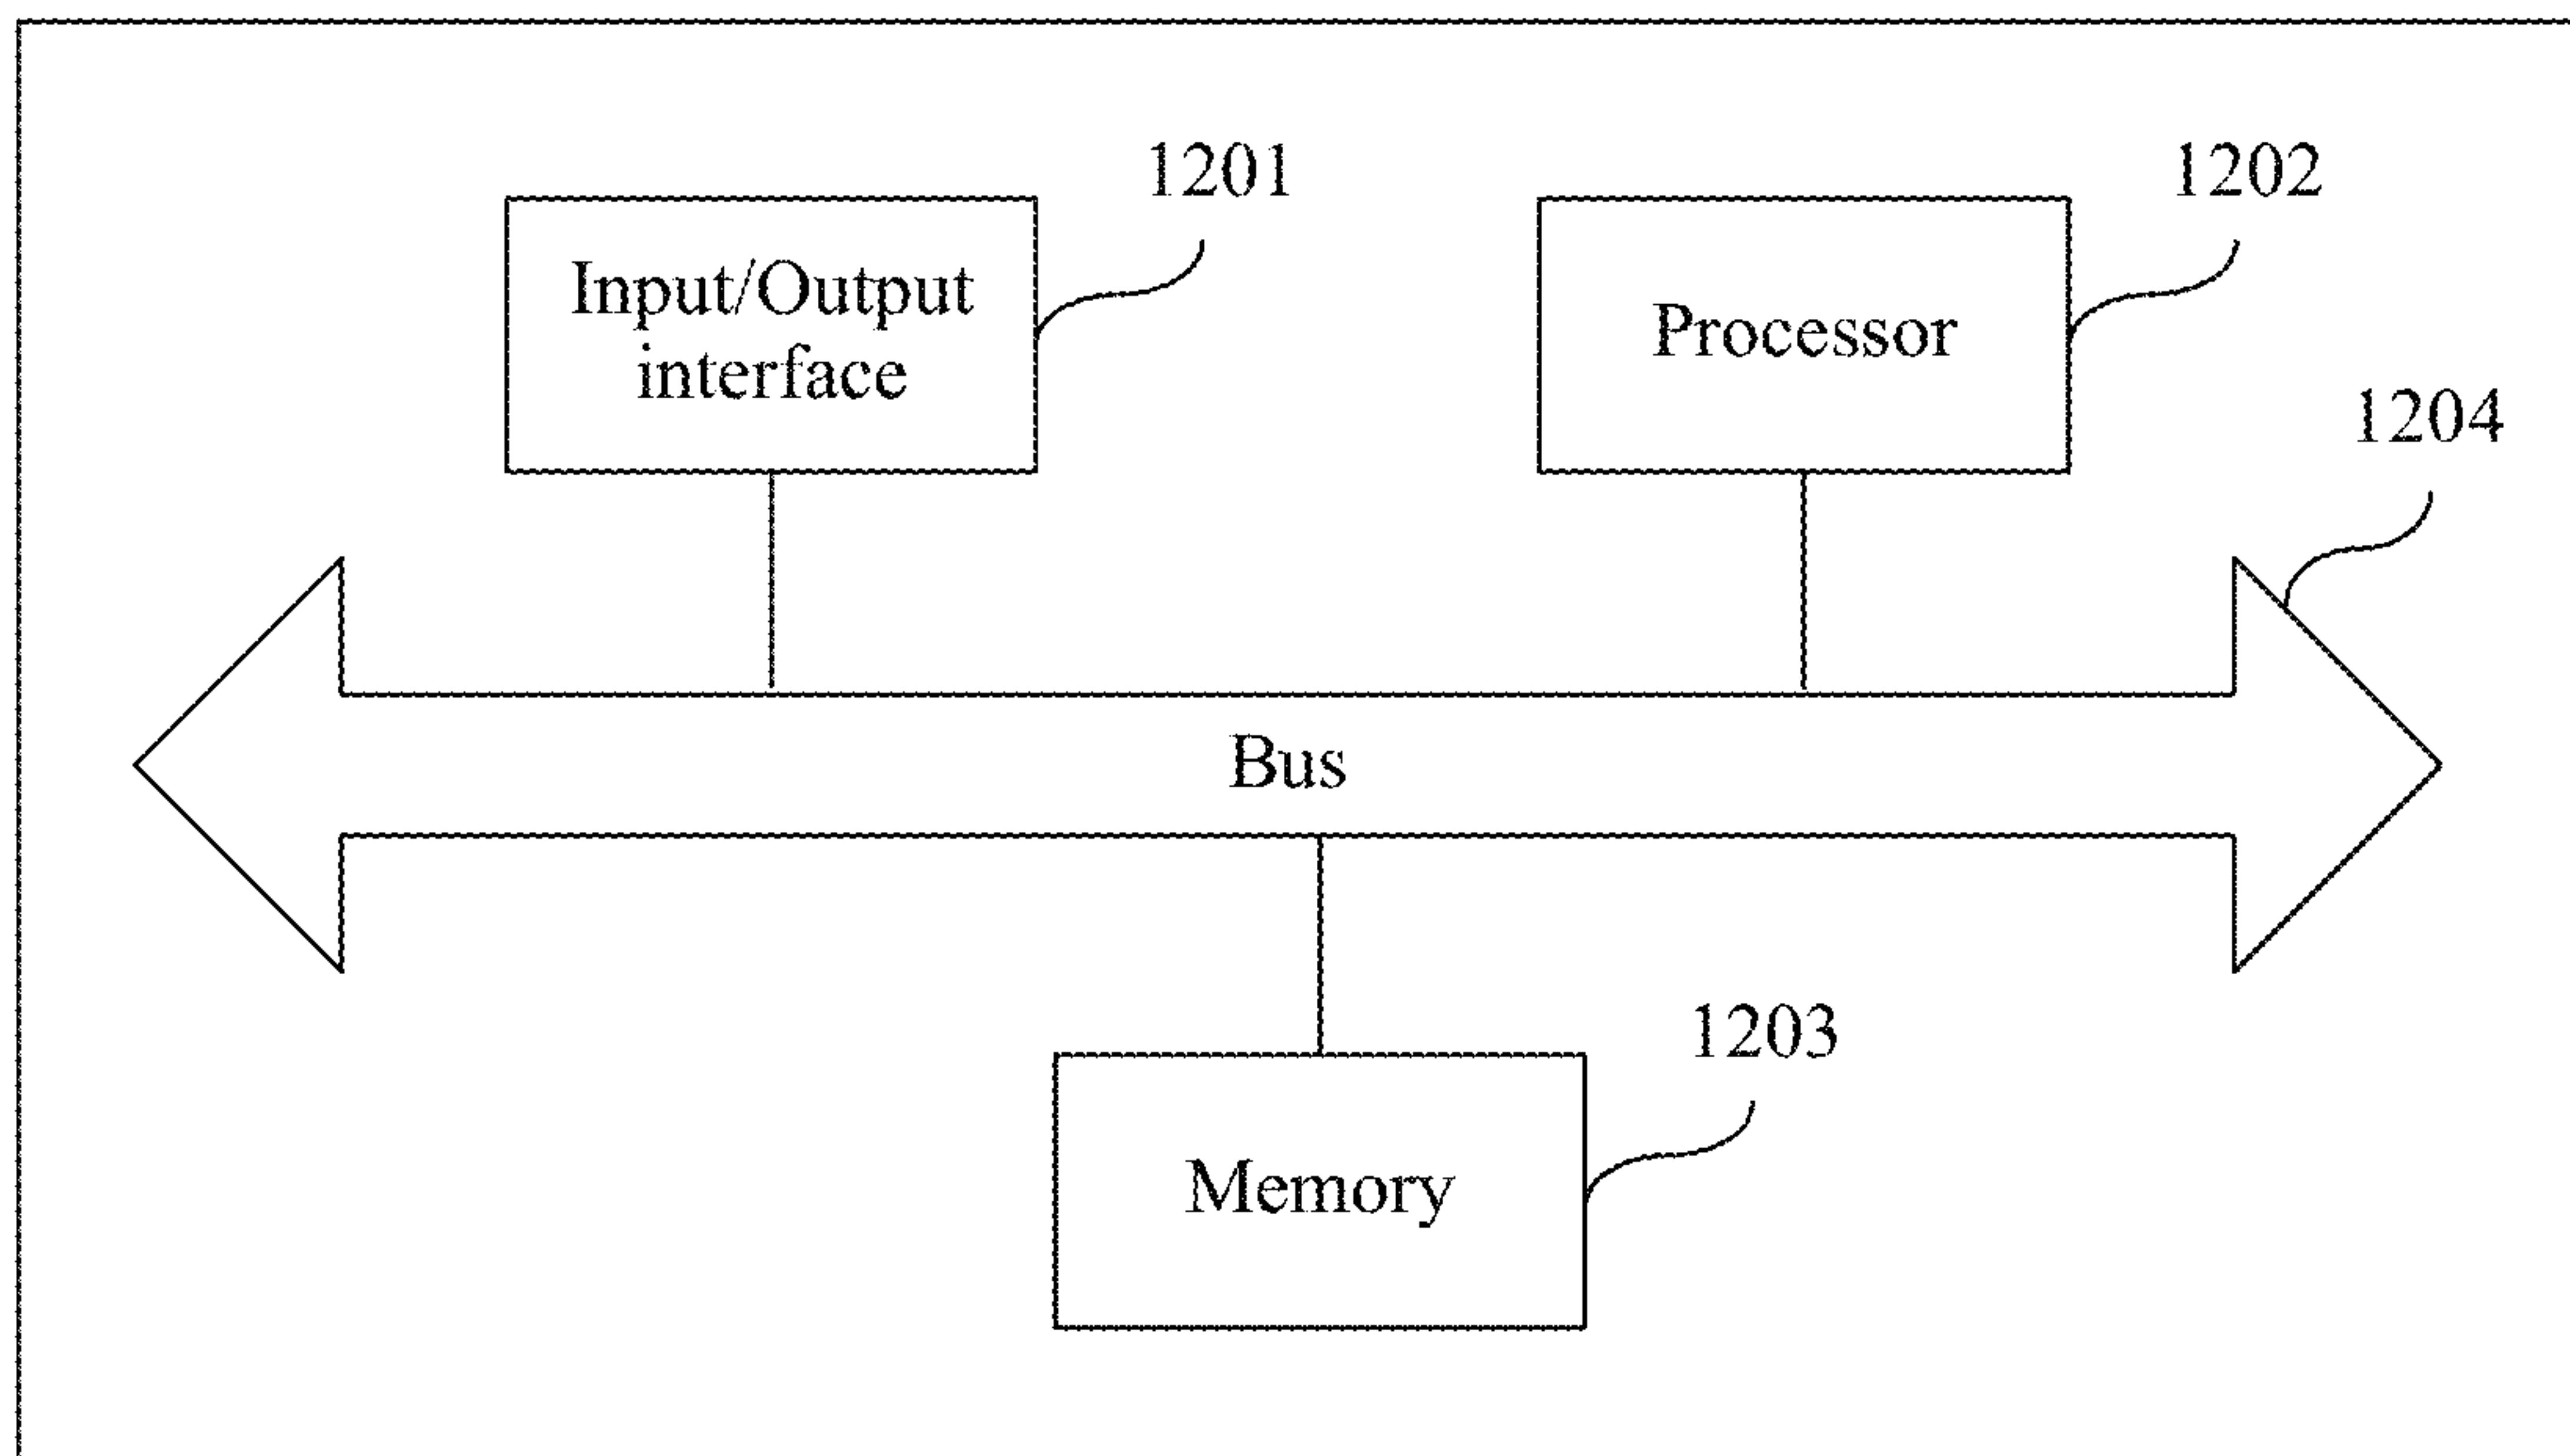 1201
1202
Input/Output
interface
Processor
1204
Bus
1203
Memory